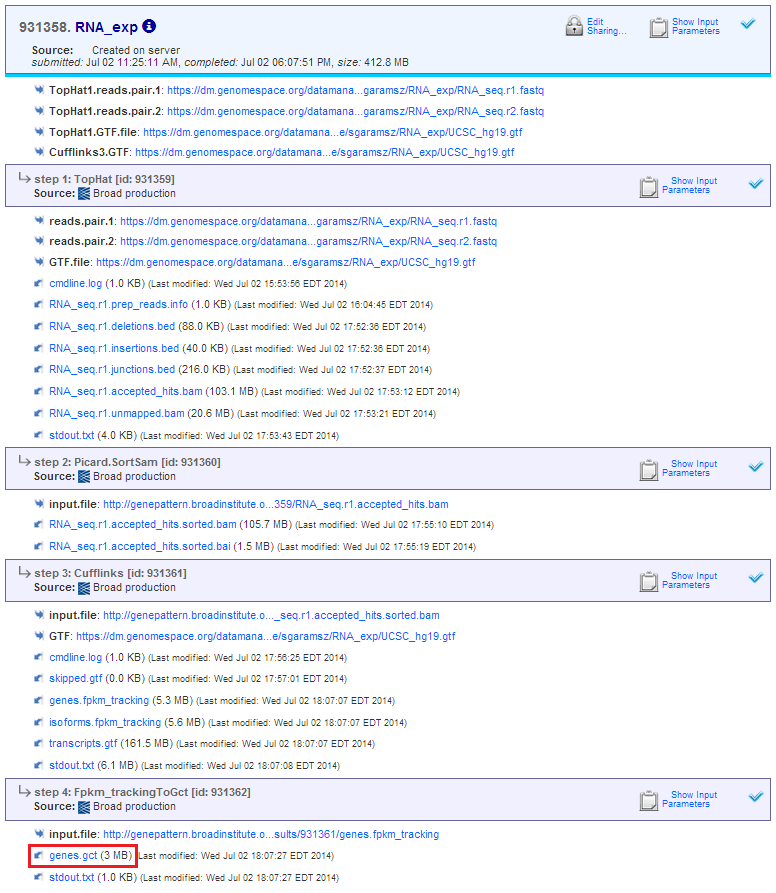 931358. RNA_exp
Edit Sharing...
Show Input Parameters
Source: Created on server
submitted: Jul 02 11:25:11 AM, completed: Jul 02 06:07:51 PM, size: 412.8 MB
TopHat1.reads.pair.1: https://dm.genomespace.org/datamana...garamsz/RNA_exp/RNA_seq.r1.fastq
TopHat1.reads.pair.2: https://dm.genomespace.org/datamana...garamsz/RNA_exp/RNA_seq.r2.fastq
TopHat1.GTF.file: https://dm.genomespace.org/datamana...e/sgaramsz/RNA_exp/UCSC_hg19.gtf
Cufflinks3.GTF: https://dm.genomespace.org/datamana...e/sgaramsz/RNA_exp/UCSC_hg19.gtf
step 1: TopHat [id: 931359]
Source: Broad production
Show Input Parameters
reads.pair.1: https://dm.genomespace.org/datamana...garamsz/RNA_exp/RNA_seq.r1.fastq
reads.pair.2: https://dm.genomespace.org/datamana...garamsz/RNA_exp/RNA_seq.r2.fastq
GTF.file: https://dm.genomespace.org/datamana...e/sgaramsz/RNA_exp/UCSC_hg19.gtf
cmdline.log (1.0 KB) (Last modified: Wed Jul 02 15:53:56 EDT 2014)
RNA_seq.r1.prep_reads.info (1.0 KB) (Last modified: Wed Jul 02 16:04:45 EDT 2014)
RNA_seq.r1.deletions.bed (88.0 KB) (Last modified: Wed Jul 02 17:52:36 EDT 2014)
RNA_seq.r1.insertions.bed (40.0 KB) (Last modified: Wed Jul 02 17:52:36 EDT 2014)
RNA_seq.r1.junctions.bed (216.0 KB) (Last modified: Wed Jul 02 17:52:37 EDT 2014)
RNA_seq.r1.accepted_hits.bam (103.1 MB) (Last modified: Wed Jul 02 17:53:12 EDT 2014)
RNA_seq.r1.unmapped.bam (20.6 MB) (Last modified: Wed Jul 02 17:53:21 EDT 2014)
stdout.txt (4.0 KB) (Last modified: Wed Jul 02 17:53:43 EDT 2014)
step 2: Picard.SortSam [id: 931360]
Source: Broad production
Show Input Parameters
input.file: http://genepattern.broadinstitute.o...359/RNA_seq.r1.accepted_hits.bam
RNA_seq.r1.accepted_hits.sorted.bam (105.7 MB) (Last modified: Wed Jul 02 17:55:10 EDT 2014)
RNA_seq.r1.accepted_hits.sorted.bai (1.5 MB) (Last modified: Wed Jul 02 17:55:19 EDT 2014)
step 3: Cufflinks [id: 931361]
Source: Broad production
Show Input Parameters
input.file: http://genepattern.broadinstitute.o..._seq.r1.accepted_hits.sorted.bam
GTF: https://dm.genomespace.org/datamana...e/sgaramsz/RNA_exp/UCSC_hg19.gtf
cmdline.log (1.0 KB) (Last modified: Wed Jul 02 17:56:25 EDT 2014)
skipped.gtf (0.0 KB) (Last modified: Wed Jul 02 17:57:01 EDT 2014)
genes.fpkm_tracking (5.3 MB) (Last modified: Wed Jul 02 18:07:07 EDT 2014)
isoforms.fpkm_tracking (5.6 MB) (Last modified: Wed Jul 02 18:07:07 EDT 2014)
transcripts.gtf (161.5 MB) (Last modified: Wed Jul 02 18:07:07 EDT 2014)
stdout.txt (6.1 MB) (Last modified: Wed Jul 02 18:07:08 EDT 2014)
step 4: Fpkm_trackingToGct [id: 931362]
Source: Broad production
Show Input Parameters
input.file: http://genepattern.broadinstitute.o...sults/931361/genes.fpkm_tracking
genes.gct (3 MB) (Last modified: Wed Jul 02 18:07:27 EDT 2014)
stdout.txt (1.0 KB) (Last modified: Wed Jul 02 18:07:27 EDT 2014)